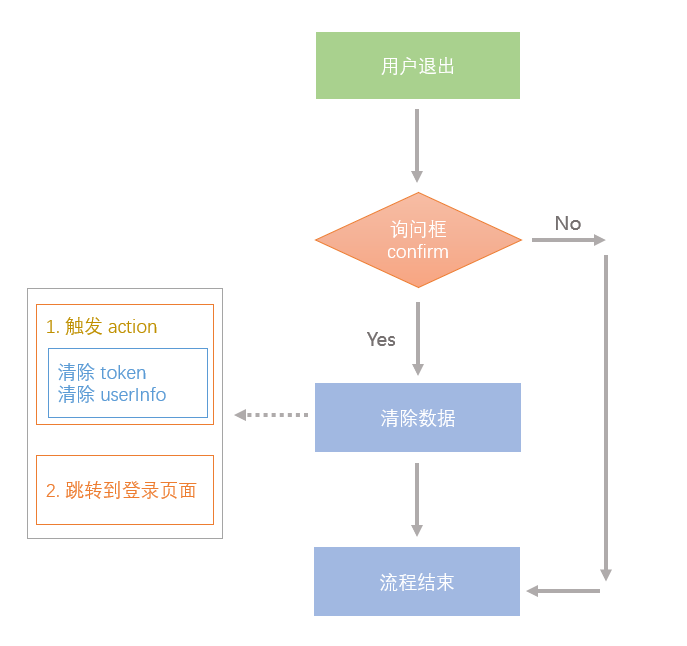 用户退出
询问框
confirm
No
Yes
1. 触发 action
清除 token
清除 userInfo
清除数据
2. 跳转到登录页面
流程结束